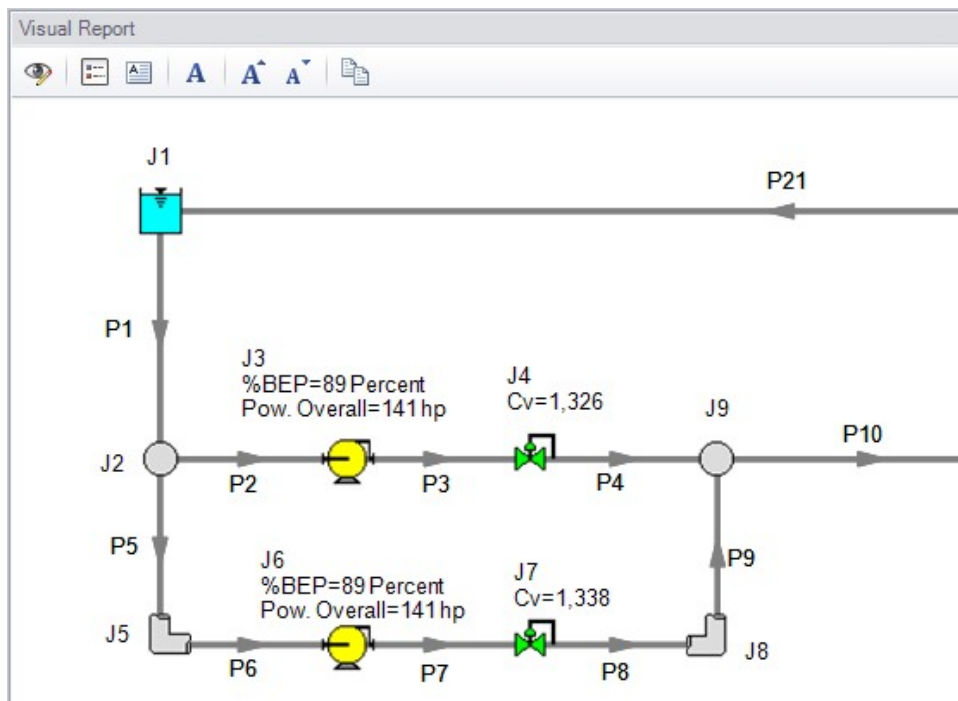 Visual Report
A A A
J1
P21
P1
J3
%BEP=89 Percent
Pow. Overall=141 hp
J4
Cv=1,326
J9
P10
J2
P2
P3
P4
P5
J6
%BEP=89 Percent
Pow. Overall=141 hp
J7
Cv=1,338
P9
J5
P6
P7
P8
J8